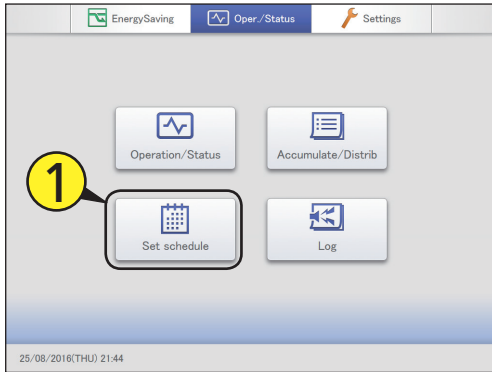 EnergySaving Oper./Status Settings
Operation/Status Accumulate/Distrib
1
Set schedule Log
25/08/2016(THU) 21:44